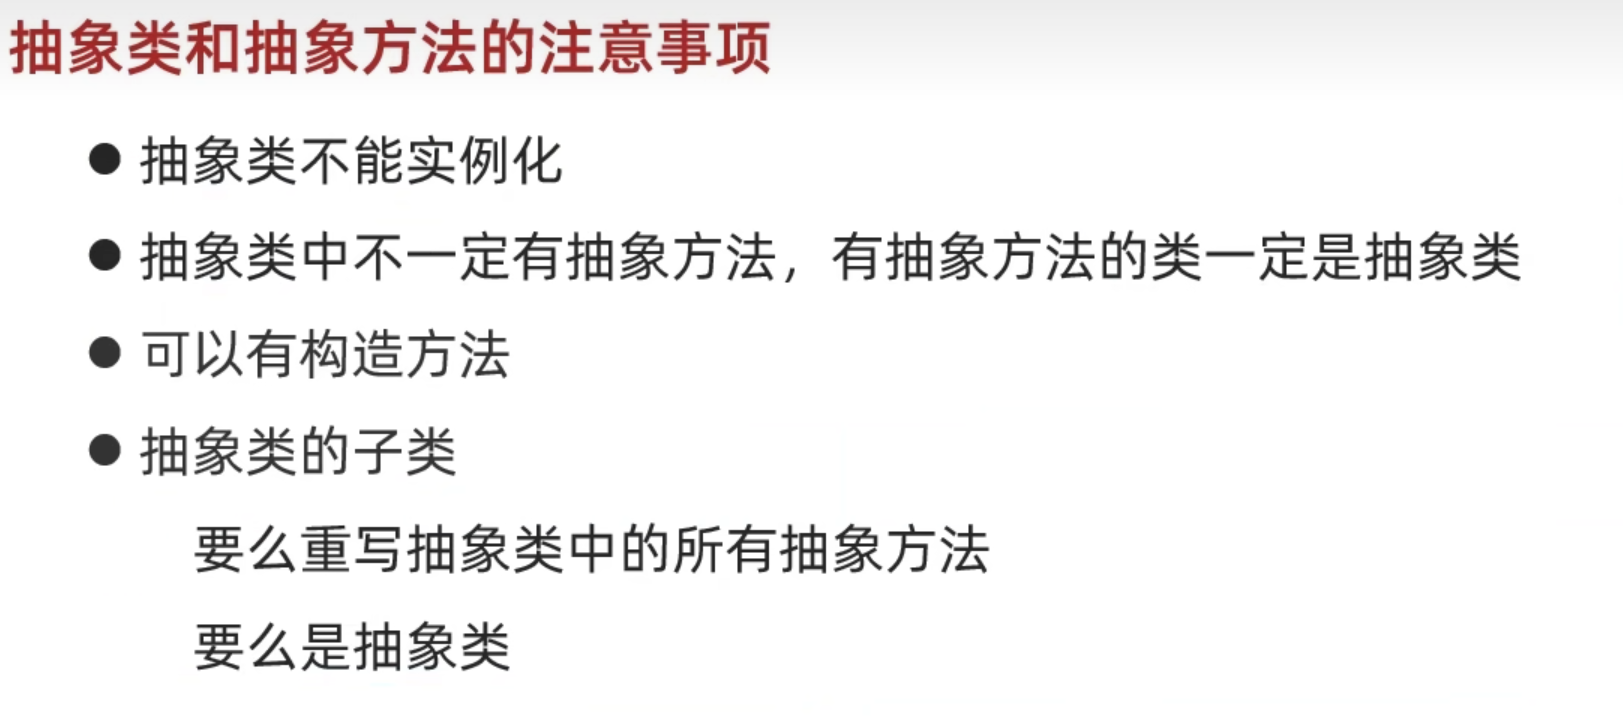 抽象类和抽象方法的注意事项
● 抽象类不能实例化
● 抽象类中不一定有抽象方法，有抽象方法的类一定是抽象类
● 可以有构造方法
● 抽象类的子类
要么重写抽象类中的所有抽象方法
要么是抽象类